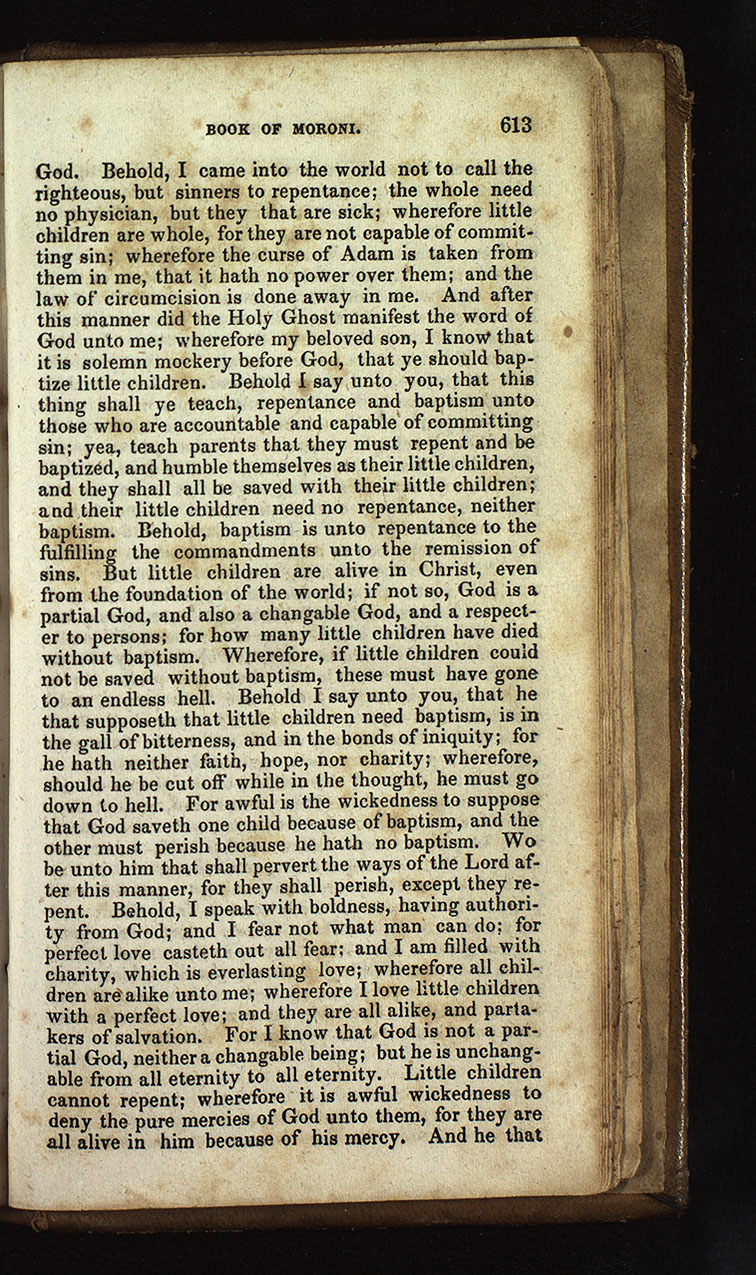 BOOK OF MORONI. 613
God. Behold, I came into the world not to call the
righteous, but sinners to repentance; the whole need
no physician, but they that are sick; wherefore little
children are whole, for they are not capable of commit-
ting sin; wherefore the curse of Adam is taken from
them in me, that it hath no power over them; and the
law of circumcision is done away in me. And after
this manner did the Holy Ghost manifest the word of
God unto me; wherefore my beloved son, I know that
it is solemn mockery before God, that ye should bap-
tize little children. Behold I say unto you, that this
thing shall ye teach, repentance and baptism unto
those who are accountable and capable of committing
sin; yea, teach parents that they must repent and be
baptized, and humble themselves as their little children,
and they shall all be saved with their little children;
and their little children need no repentance, neither
baptism. Behold, baptism is unto repentance to the
fulfilling the commandments unto the remission of
sins. But little children are alive in Christ, even
from the foundation of the world; if not so, God is a
partial God, and also a changable God, and a respect-
er to persons; for how many little children have died
without baptism. Wherefore, if little children could
not be saved without baptism, these must have gone
to an endless hell. Behold I say unto you, that he
that supposeth that little children need baptism, is in
the gall of bitterness, and in the bonds of iniquity; for
he hath neither faith, hope, nor charity; wherefore,
should he be cut off while in the thought, he must go
down to hell. For awful is the wickedness to suppose
that God saveth one child because of baptism, and the
other must perish because he hath no baptism. Wo
be unto him that shall pervert the ways of the Lord af-
ter this manner, for they shall perish, except they re-
pent. Behold, I speak with boldness, having authori-
ty from God; and I fear not what man can do; for
perfect love casteth out all fear; and I am filled with
charity, which is everlasting love; wherefore all chil-
dren are alike unto me; wherefore I love little children
with a perfect love; and they are all alike, and parta-
kers of salvation. For I know that God is not a par-
tial God, neither a changable being; but he is unchang-
able from all eternity to all eternity. Little children
cannot repent; wherefore it is awful wickedness to
deny the pure mercies of God unto them, for they are
all alive in him because of his mercy. And he that